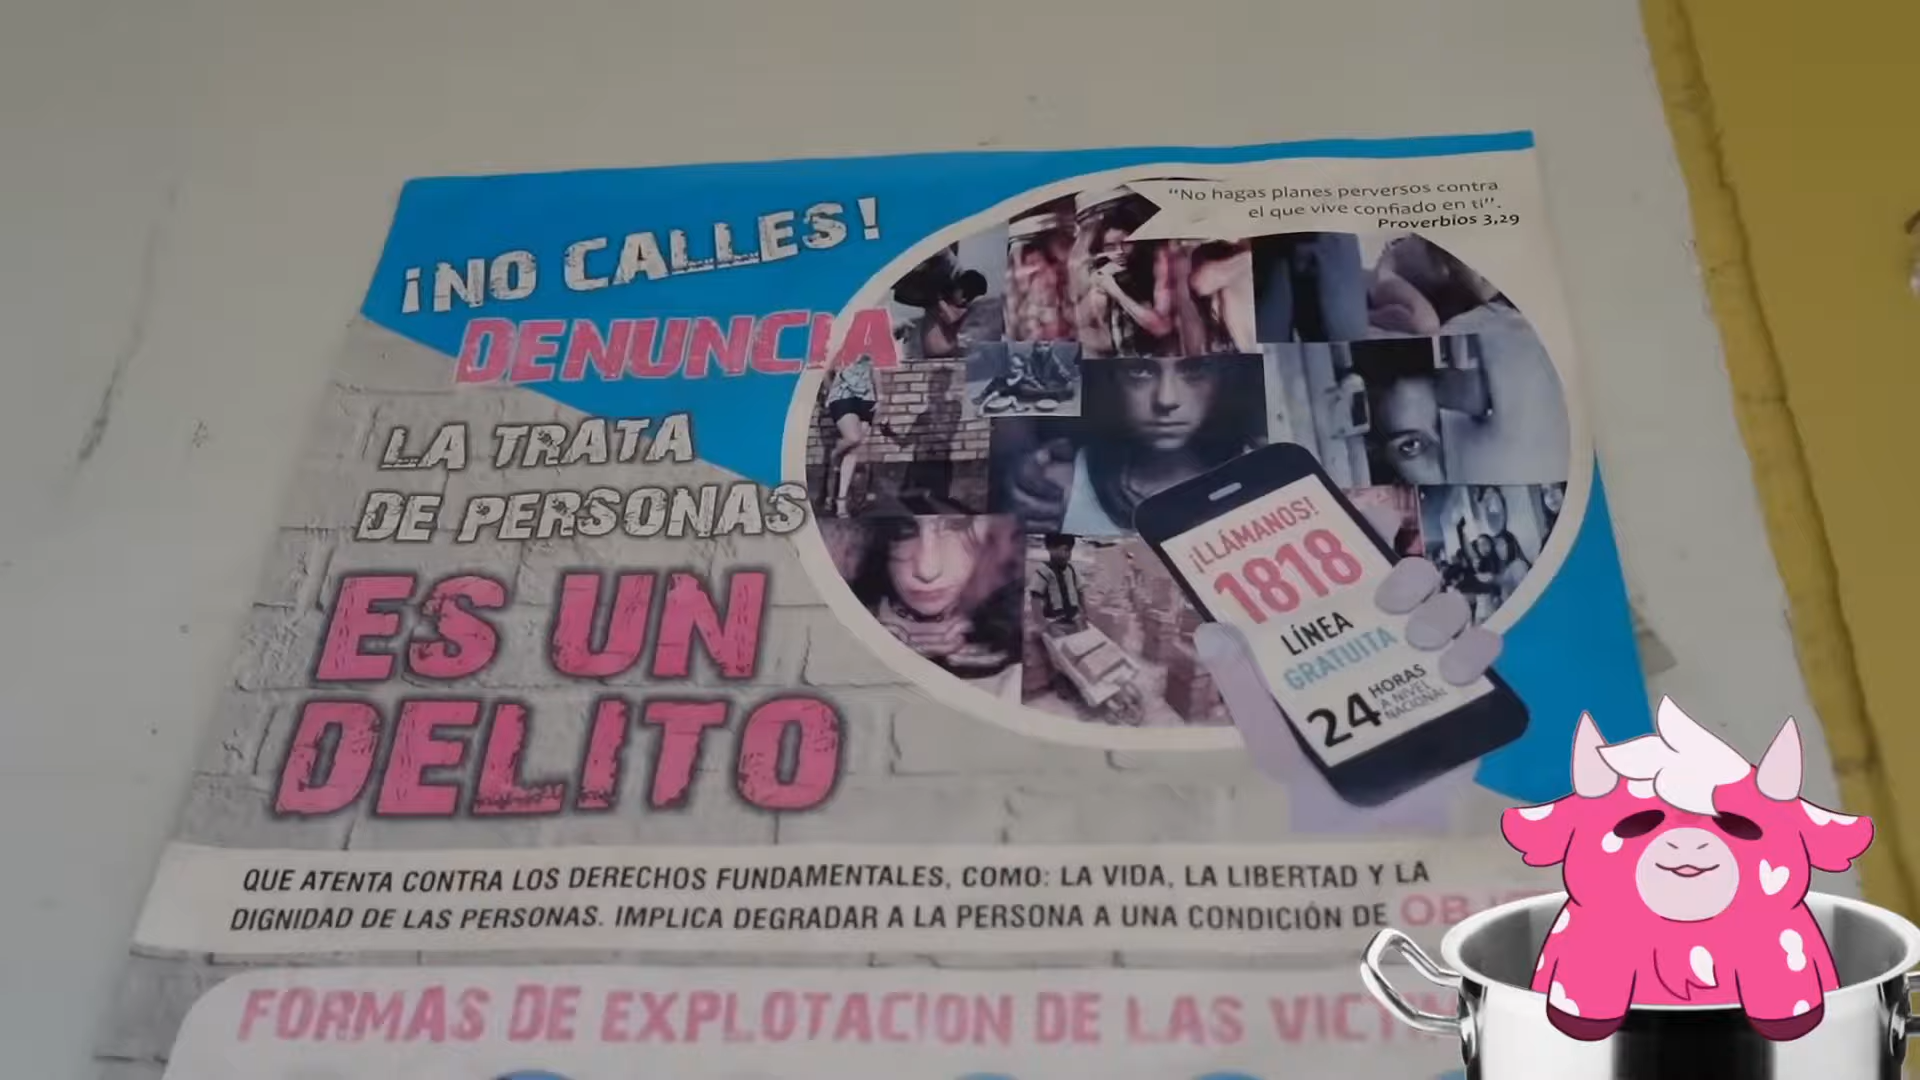 ¡NO CALLES!
DENUNCIA
LA TRATA
DE PERSONAS
ES UN
DELITO
"No hagas planes perversos contra
el que vive confiado en ti".
Proverbios 3,29
¡LLÁMANOS!
1818
LÍNEA
GRATUITA
24 HORAS
A NIVEL
NACIONAL
QUE ATENTA CONTRA LOS DERECHOS FUNDAMENTALES, COMO: LA VIDA, LA LIBERTAD Y LA
DIGNIDAD DE LAS PERSONAS. IMPLICA DEGRADAR A LA PERSONA A UNA CONDICIÓN DE
FORMAS DE EXPLOTACION DE LAS